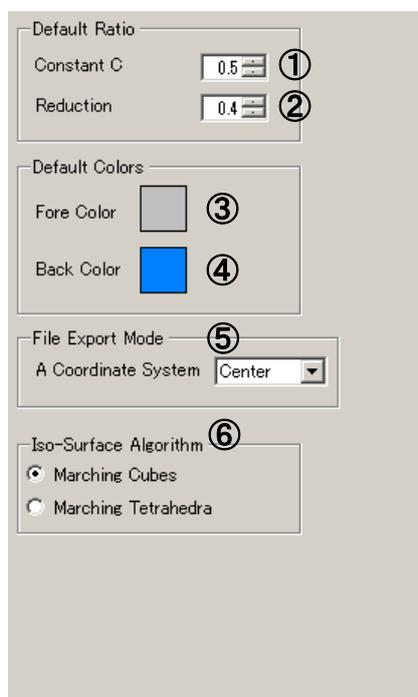 Default Ratio
Constant C 0.5 ①
Reduction 0.4 ②
Default Colors
Fore Color ③
Back Color ④
File Export Mode ⑤
A Coordinate System Center
Iso-Surface Algorithm ⑥
Marching Cubes
Marching Tetrahedra